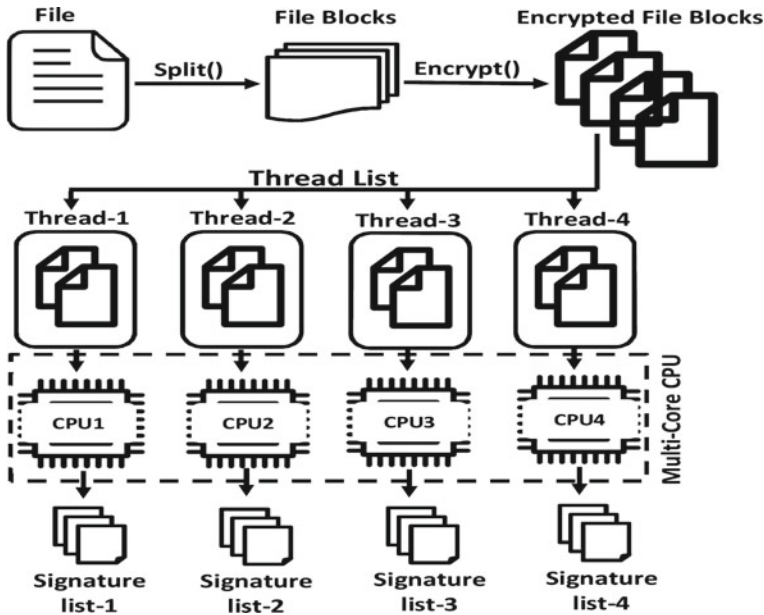 File
File Blocks
Encrypted File Blocks
Split()
Encrypt()
Thread List
Thread-1
Thread-2
Thread-3
Thread-4
CPU1
CPU2
CPU3
CPU4
Multi-Core CPU
Signature
list-1
Signature
list-2
Signature
list-3
Signature
list-4